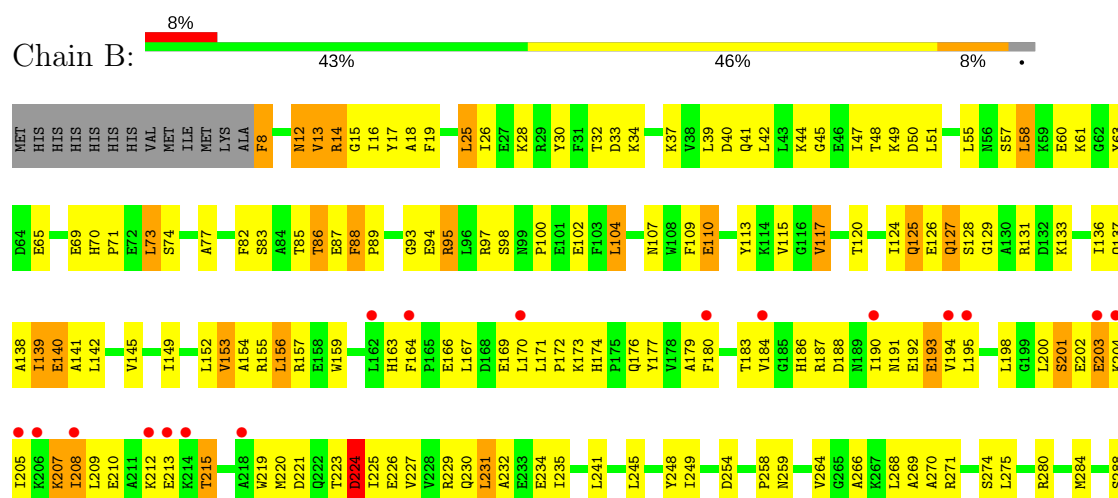 8%
Chain B:
43% 46% 8% •
MET HIS HIS HIS HIS HIS HIS VAL MET ILE MET LYS ALA F8 N12 V13 R14 G15 I16 Y17 A18 F19 L25 I26 E27 K28 R29 Y30 F31 T32 D33 K34 K37 V38 L39 D40 Q41 L42 L43 K44 G45 E46 I47 T48 K49 D50 L51 L55 N56 S57 L58 K59 E60 K61 G62
D64 E65 E69 H70 P71 E72 L73 S74 A77 F82 S83 A84 T85 T86 E87 F88 P89 G93 E94 R95 L96 R97 S98 N99 P100 E101 E102 F103 L104 N107 W108 F109 E110 Y113 K114 V115 G116 V117 T120 I124 Q125 E126 Q127 S128 G129 A130 R131 D132 K133 I136
A138 I139 E140 A141 L142 V145 I149 L152 V153 A154 R155 L156 R157 E158 W159 L162 H163 F164 P165 E166 L167 D168 E169 L170 L171 P172 K173 H174 P175 Q176 Y177 V178 A179 F180 T183 V184 G185 H186 R187 D188 N189 I190 N191 E192 E193 V194 L195 L198 G199 L200 S201 E202 E203 K204
I205 K206 K207 I208 L209 E210 A211 K212 E213 K214 T215 A218 W219 M220 D221 Q222 T223 D224 I225 E226 V227 V228 R229 Q230 L231 A232 E233 E234 I235 L241 L245 Y248 I249 D254 P258 N259 V264 G265 A266 K267 L268 A269 A270 R271 S274 L275 R280 M284